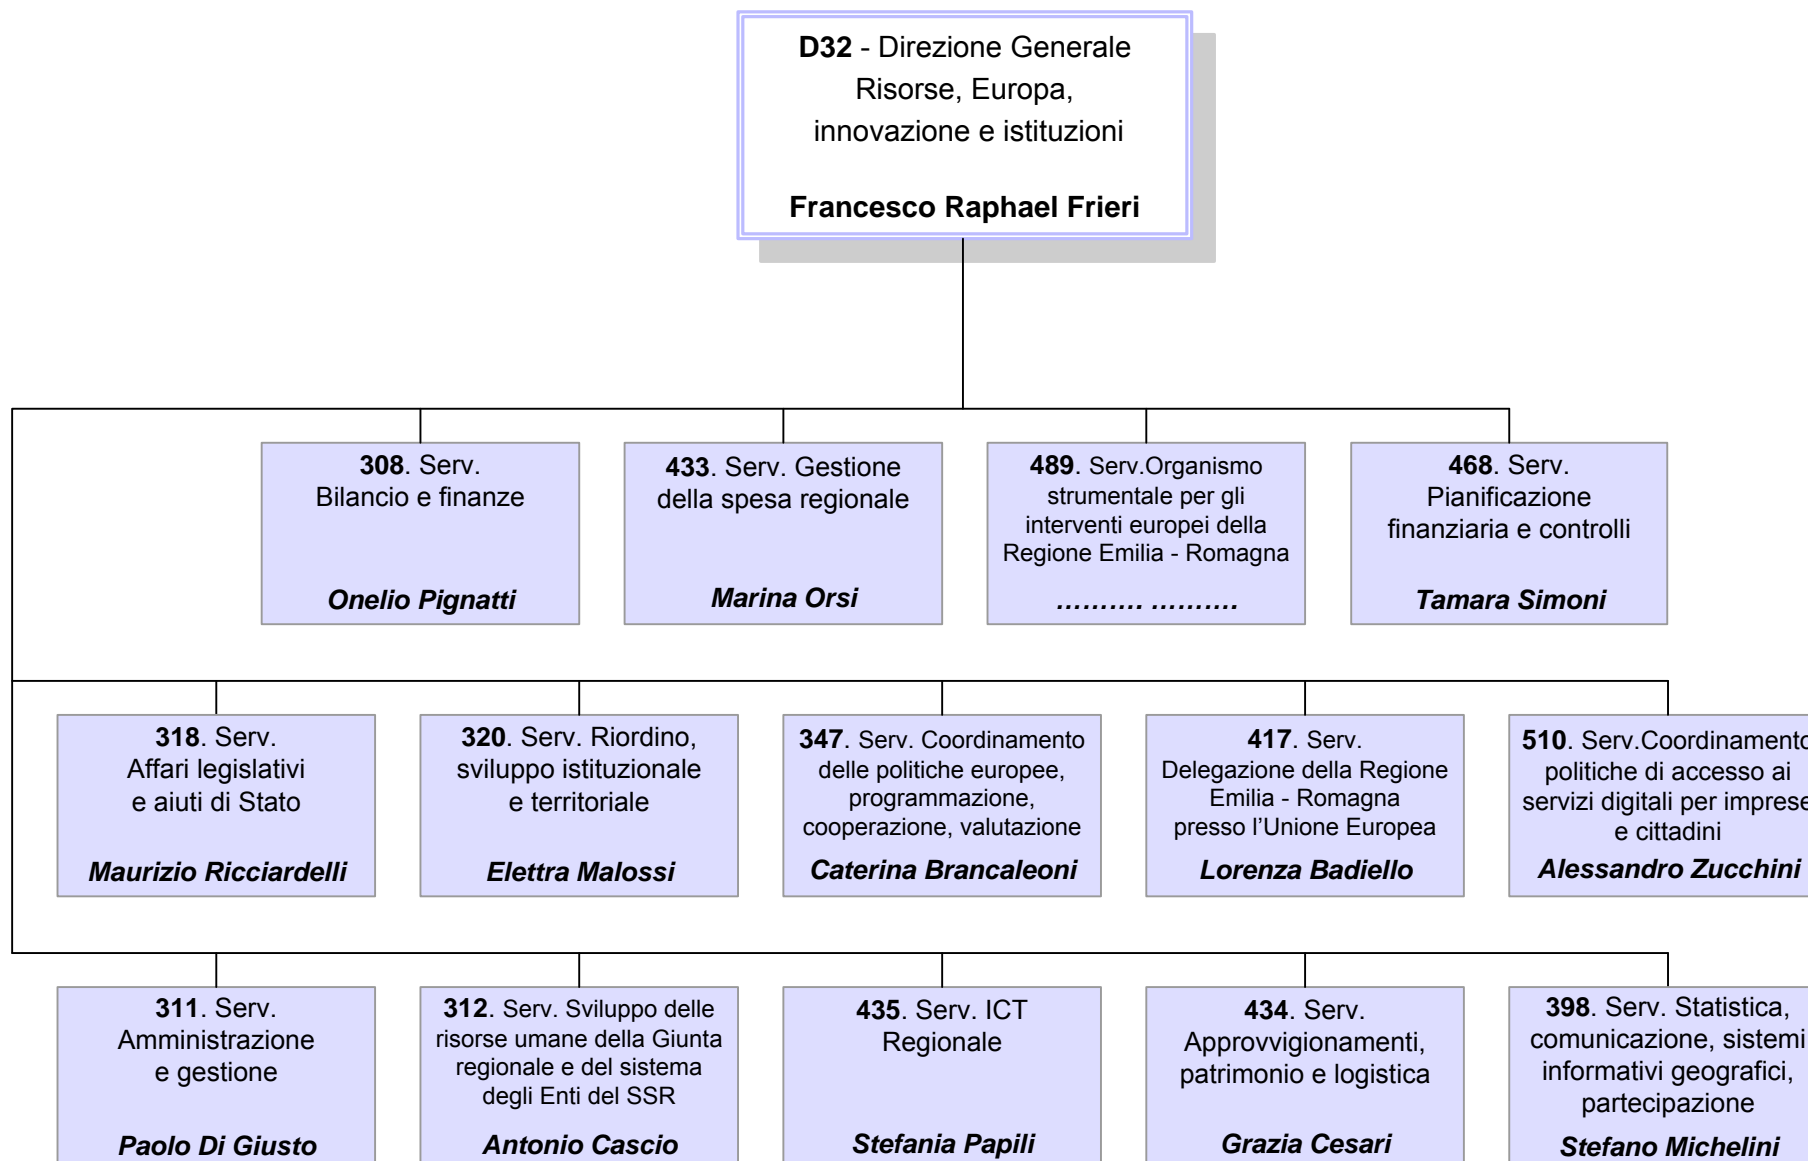 D32 - Direzione Generale
Risorse, Europa,
innovazione e istituzioni
Francesco Raphael Frieri
308. Serv.
Bilancio e finanze
Onelio Pignatti
433. Serv. Gestione
della spesa regionale
Marina Orsi
489. Serv.Organismo
strumentale per gli
interventi europei della
Regione Emilia - Romagna
.......... ..........
468. Serv.
Pianificazione
finanziaria e controlli
Tamara Simoni
318. Serv.
Affari legislativi
e aiuti di Stato
Maurizio Ricciardelli
320. Serv. Riordino,
sviluppo istituzionale
e territoriale
Elettra Malossi
347. Serv. Coordinamento
delle politiche europee,
programmazione,
cooperazione, valutazione
Caterina Brancaleoni
417. Serv.
Delegazione della Regione
Emilia - Romagna
presso l’Unione Europea
Lorenza Badiello
510. Serv.Coordinamento
politiche di accesso ai
servizi digitali per imprese
e cittadini
Alessandro Zucchini
311. Serv.
Amministrazione
e gestione
Paolo Di Giusto
312. Serv. Sviluppo delle
risorse umane della Giunta
regionale e del sistema
degli Enti del SSR
Antonio Cascio
435. Serv. ICT
Regionale
Stefania Papili
434. Serv.
Approvvigionamenti,
patrimonio e logistica
Grazia Cesari
398. Serv. Statistica,
comunicazione, sistemi
informativi geografici,
partecipazione
Stefano Michelini